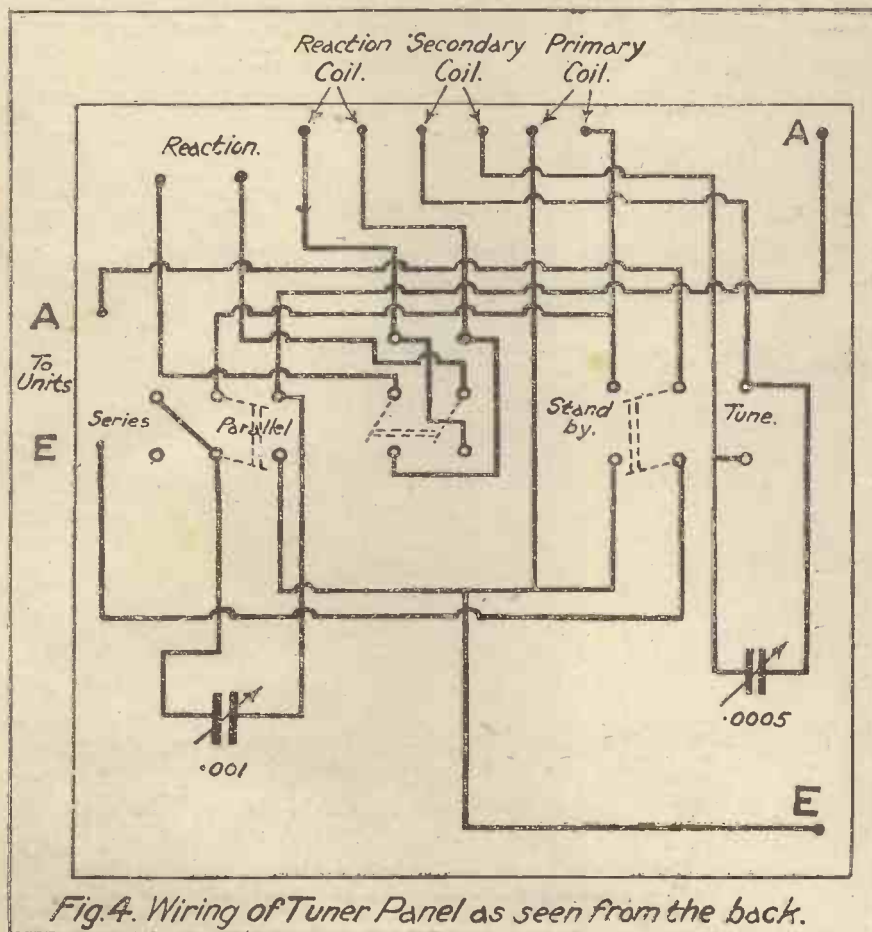 Reaction Secondary Primary
Coil. Coil. Coil.
Reaction.
A
A
To
Units
Series
Parallel
Stand
by.
Tune.
E
.001
.0005
E
Fig.4. Wiring of Tuner Panel as seen from the back.